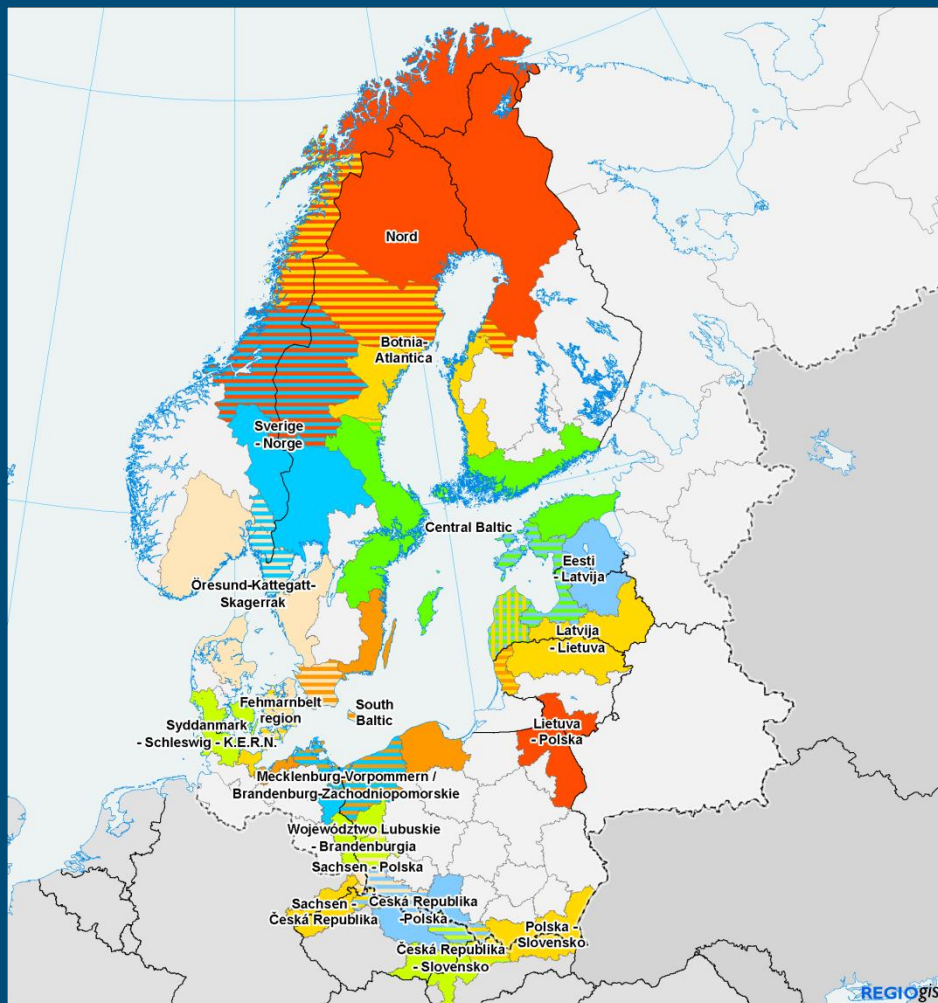 Nord
Botnia-
Atlantica
Sverige
- Norge
Central Baltic
Eesti
- Latvija
Öresund-Kattegatt-
Skagerrak
Latvija
- Lietuva
Fehmarnbelt
region
South
Baltic
Syddanmark
- Schleswig - K.E.R.N.
Lietuva
- Polska
Mecklenburg-Vorpommern /
Brandenburg-Zachodniopomorskie
Województwo Lubuskie
- Brandenburgia
Sachsen - Polska
Sachsen -
Česká Republika
Česká Republika
- Polska
Polska -
Slovensko
Česká Republika
- Slovensko
REGIOgis